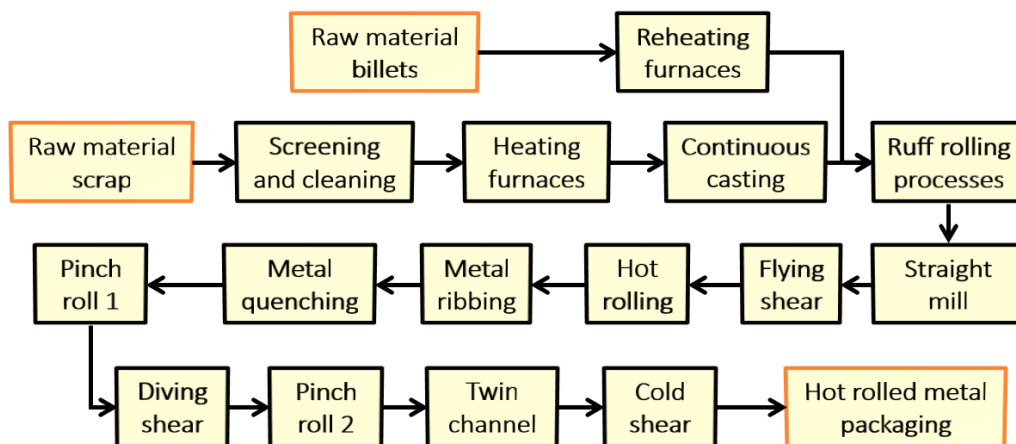 Raw material
billets
Reheating
furnaces
Raw material
scrap
Screening
and cleaning
Heating
furnaces
Continuous
casting
Ruff rolling
processes
Straight
mill
Flying
shear
Hot
rolling
Metal
ribbing
Metal
quenching
Pinch
roll 1
Diving
shear
Pinch
roll 2
Twin
channel
Cold
shear
Hot rolled metal
packaging